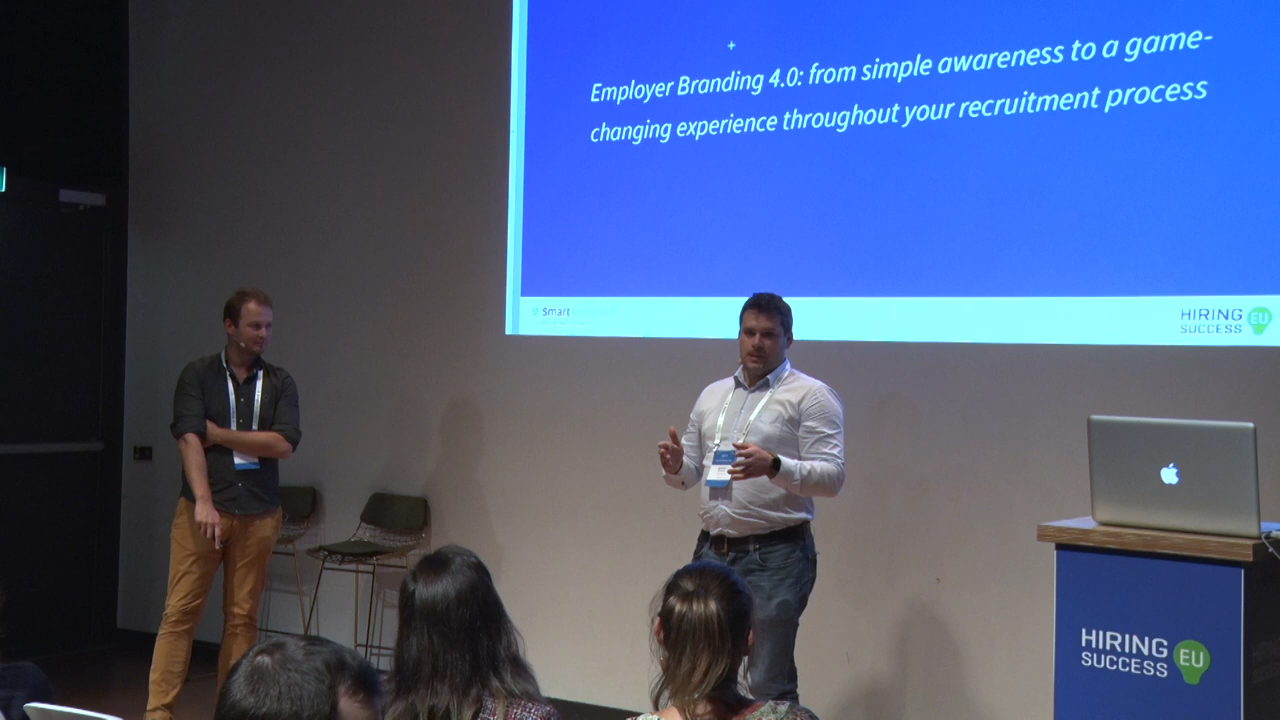 Employer Branding 4.0: from simple awareness to a game-
changing experience throughout your recruitment process
Smart
HIRING
SUCCESS
EU
HIRING
SUCCESS
EU